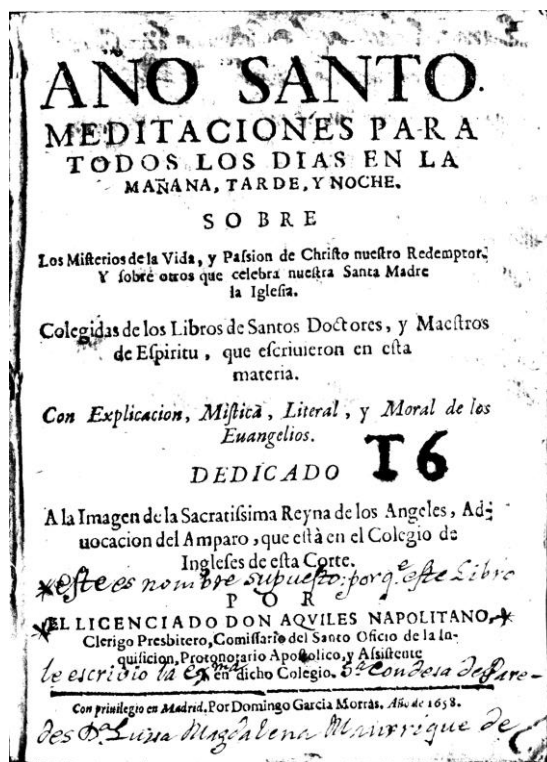 AÑO SANTO.
MEDITACIONES PARA
TODOS LOS DIAS EN LA
MAÑANA, TARDE, Y NOCHE.
SOBRE
Los Miſterios de la Vida, y Paſsion de Chriſto nueſtro Redemptor.
Y ſobre otros que celebra nueſtra Santa Madre
la Igleſia.
Colegidas de los Libros de Santos Doctores, y Maeſtros
de Eſpiritu, que eſcriuieron en eſta
materia.
Con Explicacion, Miſtica, Literal, y Moral de los
Euangelios.
DEDICADO T6
A la Imagen de la Sacratiſsima Reyna de los Angeles, Ad-
uocacion del Amparo, que eſtà en el Colegio de
Ingleſes de eſta Corte.
*eſte es nombre supueſto: porq.e eſte Libro
POR
*EL LICENCIADO DON AQVILES NAPOLITANO,*
Clerigo Presbitero, Comiſſario del Santo Oficio de la In-
quiſicion, Protonotario Apoſtolico, y Aſsiſtente
en dicho Colegio.
le escribio la ex.ma S.a Condesa de Pare-
Con priuilegio en Madrid, Por Domingo Garcia Morràs. Año de 1658.
des D.a Luisa Magdalena Manrrique de